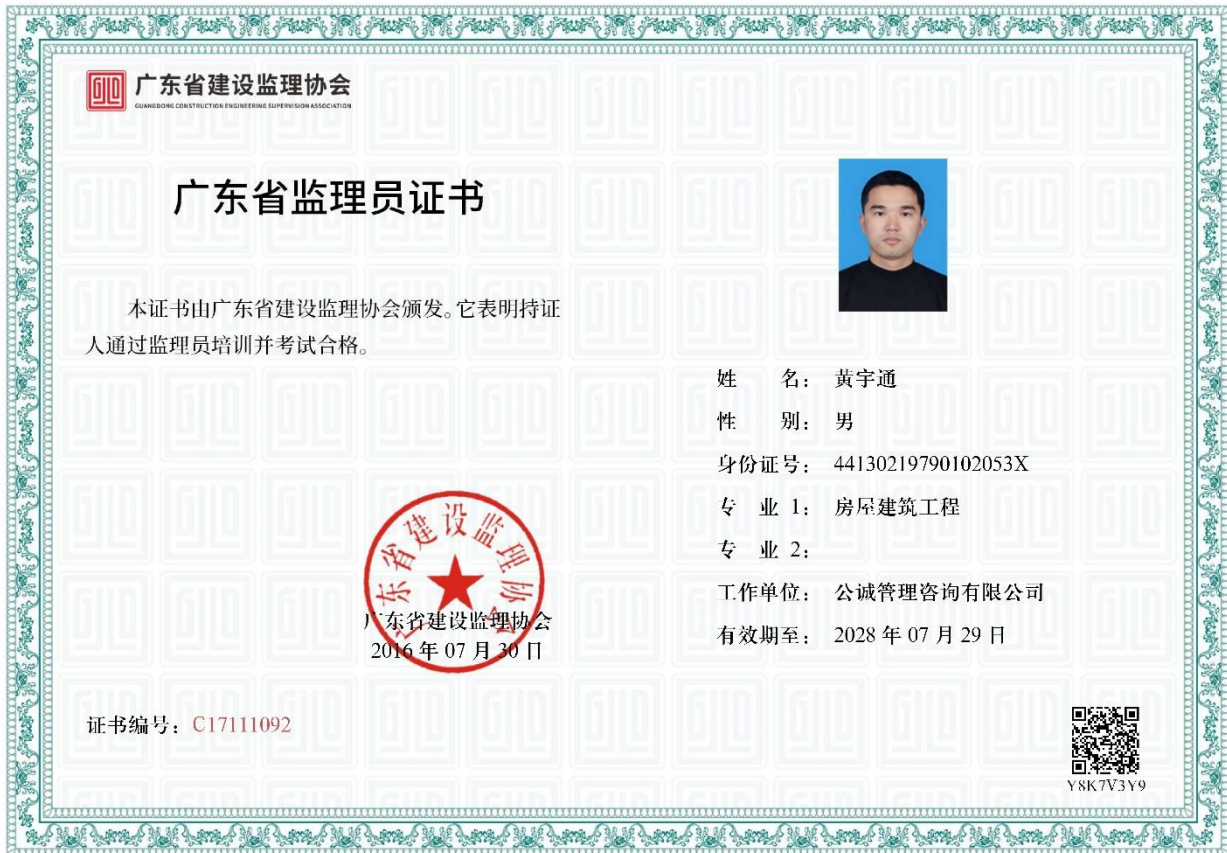 广东省建设监理协会
GUANGDONG CONSTRUCTION ENGINEERING SUPERVISION ASSOCIATION
广东省监理员证书
本证书由广东省建设监理协会颁发。它表明持证
人通过监理员培训并考试合格。
姓 名： 黄宇通
性 别： 男
身份证号： 44130219790102053X
专 业 1： 房屋建筑工程
专 业 2：
工作单位： 公诚管理咨询有限公司
有效期至： 2028 年 07 月 29 日
广东省建设监理协会
广东省建设监理协会
2016 年 07 月 30 日
证书编号：C17111092
Y8K7V3Y9